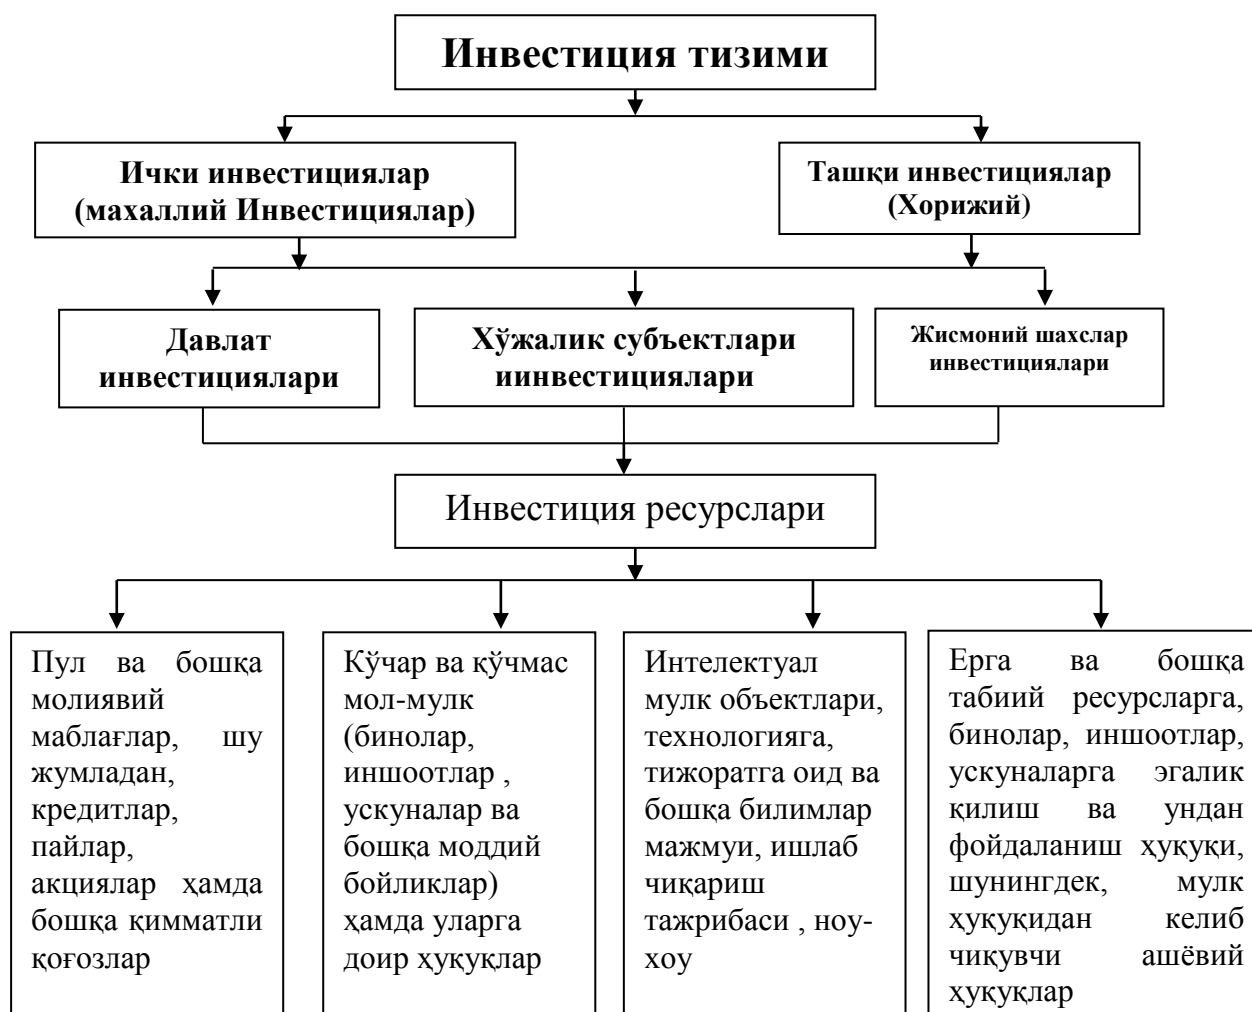 Инвестиция тизими
Ички инвестициялар
(махаллий Инвестициялар)
Ташқи инвестициялар
(Хорижий)
Давлат
инвестициялари
Хўжалик субъектлари
иинвестициялари
Жисмоний шахслар
инвестициялари
Инвестиция ресурслари
Пул ва бошқа
молиявий
маблағлар, шу
жумладан,
кредитлар,
пайлар,
акциялар ҳамда
бошқа қимматли
қоғозлар
Кўчар ва қўчмас
мол-мулк
(бинолар,
иншоотлар ,
ускуналар ва
бошқа моддий
бойликлар)
ҳамда уларга
доир ҳуқуқлар
Интелектуал
мулк объектлари,
технологияга,
тижоратга оид ва
бошқа билимлар
мажмуи, ишлаб
чиқариш
тажрибаси , ноу-
хоу
Ерга ва бошқа
табиий ресурсларга,
бинолар, иншоотлар,
ускуналарга эгалик
қилиш ва ундан
фойдаланиш ҳуқуқи,
шунингдек, мулк
ҳуқуқидан келиб
чиқувчи ашёвий
ҳуқуқлар